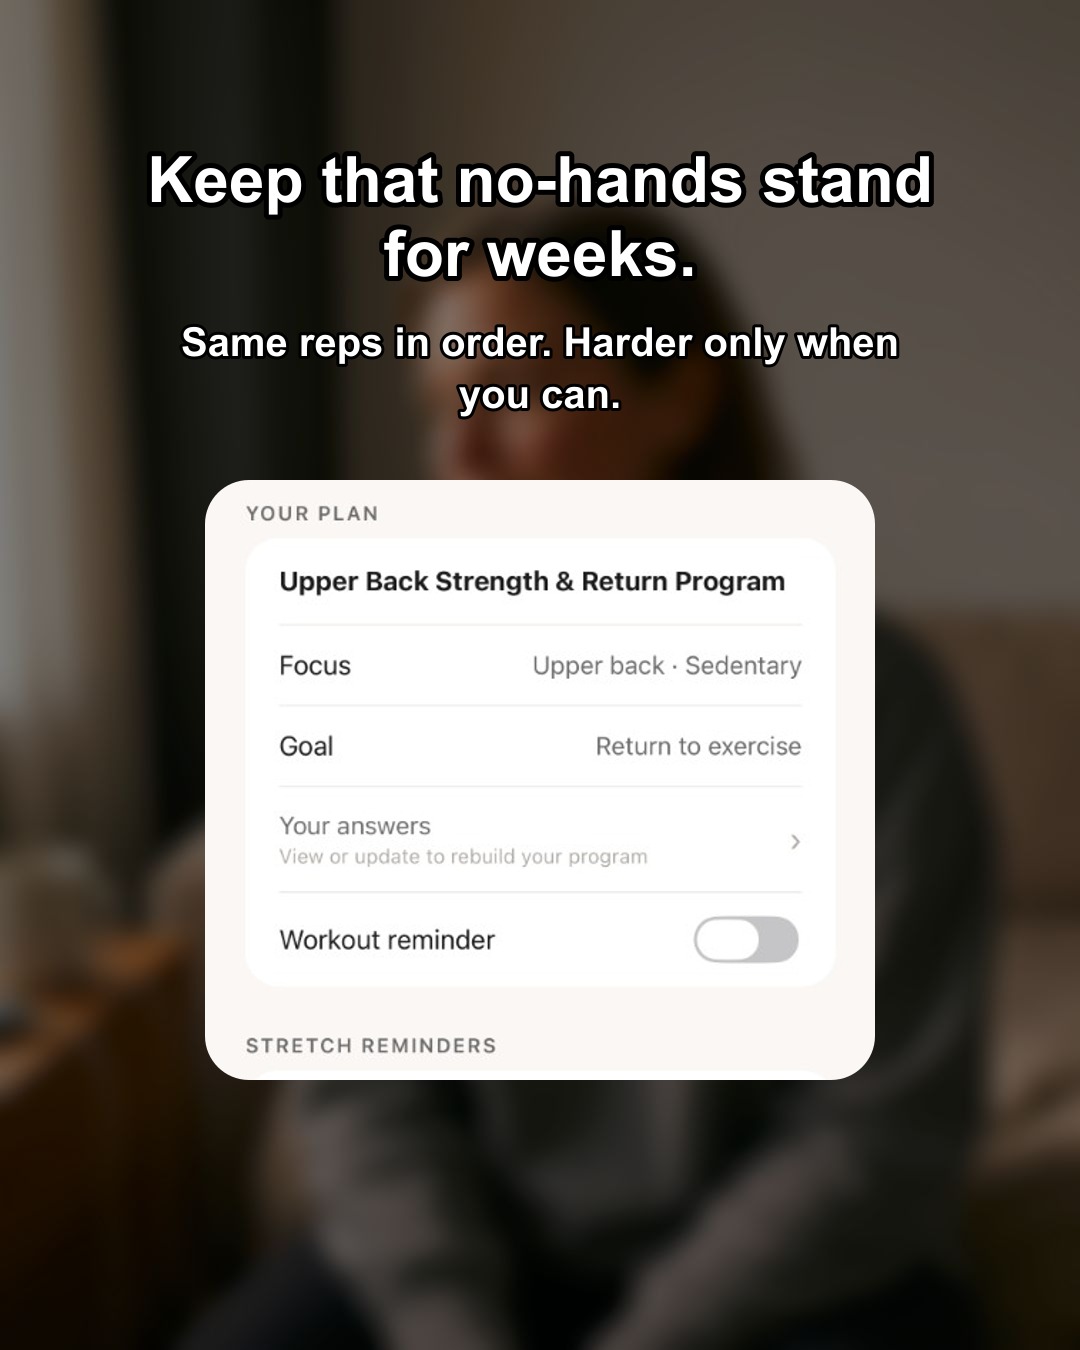 Keep that no-hands stand
for weeks.
Same reps in order. Harder only when
you can.
YOUR PLAN
Upper Back Strength & Return Program
Focus
Upper back · Sedentary
Goal
Return to exercise
Your answers
View or update to rebuild your program
Workout reminder
STRETCH REMINDERS